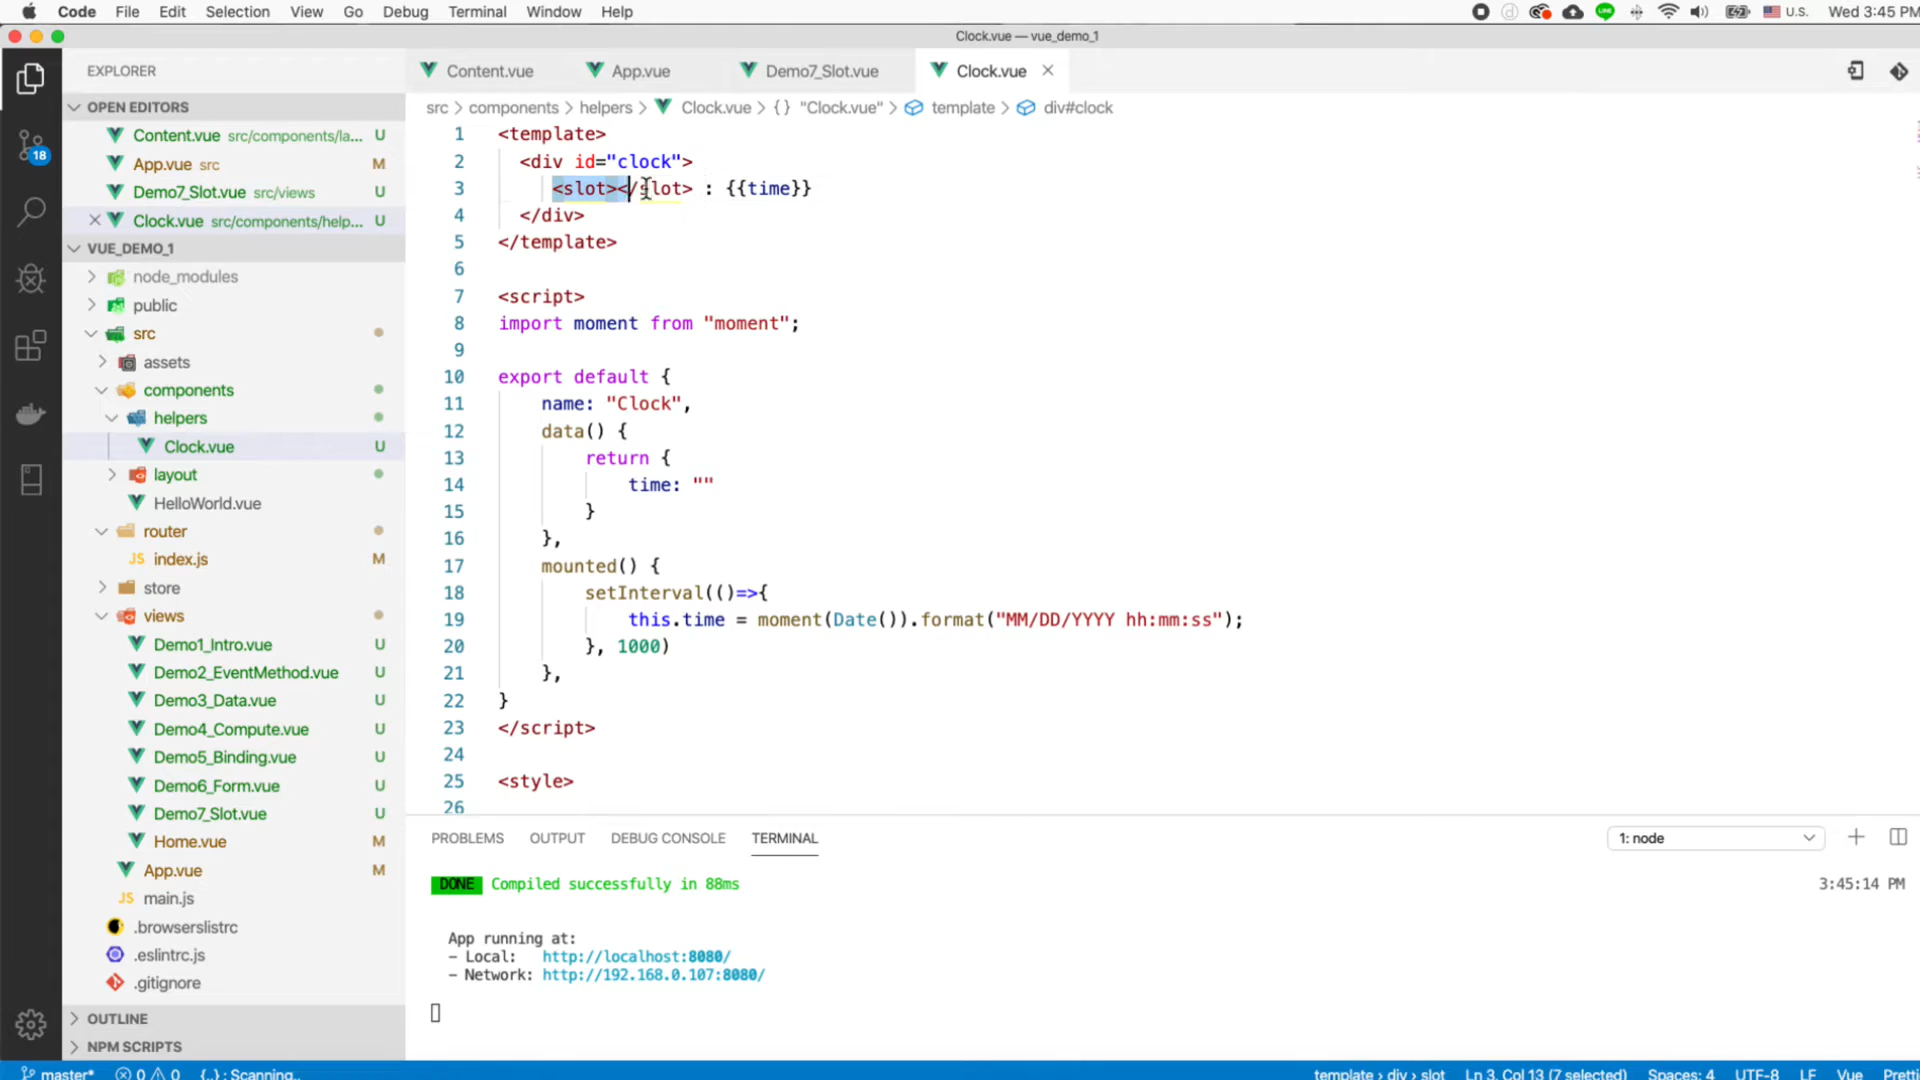 Code File Edit Selection View Go Debug Terminal Window Help U.S. Wed 3:45 PM
Clock.vue — vue_demo_1
EXPLORER
Content.vue App.vue Demo7_Slot.vue Clock.vue
OPEN EDITORS
Content.vue src/components/la... U
App.vue src M
Demo7_Slot.vue src/views U
Clock.vue src/components/help... U
VUE_DEMO_1
node_modules
public
src
assets
components
helpers
Clock.vue U
layout
HelloWorld.vue
router
JS index.js M
store
views
Demo1_Intro.vue U
Demo2_EventMethod.vue U
Demo3_Data.vue U
Demo4_Compute.vue U
Demo5_Binding.vue U
Demo6_Form.vue U
Demo7_Slot.vue U
Home.vue M
App.vue M
JS main.js
.browserslistrc
.eslintrc.js
.gitignore
OUTLINE
NPM SCRIPTS
18
src > components > helpers > Clock.vue > {} "Clock.vue" > template > div#clock
1 <template>
2 <div id="clock">
3 <slot></slot> : {{time}}
4 </div>
5 </template>
6
7 <script>
8 import moment from "moment";
9
10 export default {
11 name: "Clock",
12 data() {
13 return {
14 time: ""
15 }
16 },
17 mounted() {
18 setInterval(()=>{
19 this.time = moment(Date()).format("MM/DD/YYYY hh:mm:ss");
20 }, 1000)
21 },
22 }
23 </script>
24
25 <style>
26
PROBLEMS OUTPUT DEBUG CONSOLE TERMINAL 1: node
DONE Compiled successfully in 88ms 3:45:14 PM
App running at:
- Local: http://localhost:8080/
- Network: http://192.168.0.107:8080/
master* 0 0 {..} : Scanning.. template › div › slot Ln 3, Col 13 (7 selected) Spaces: 4 UTF-8 LF Vue Pretti